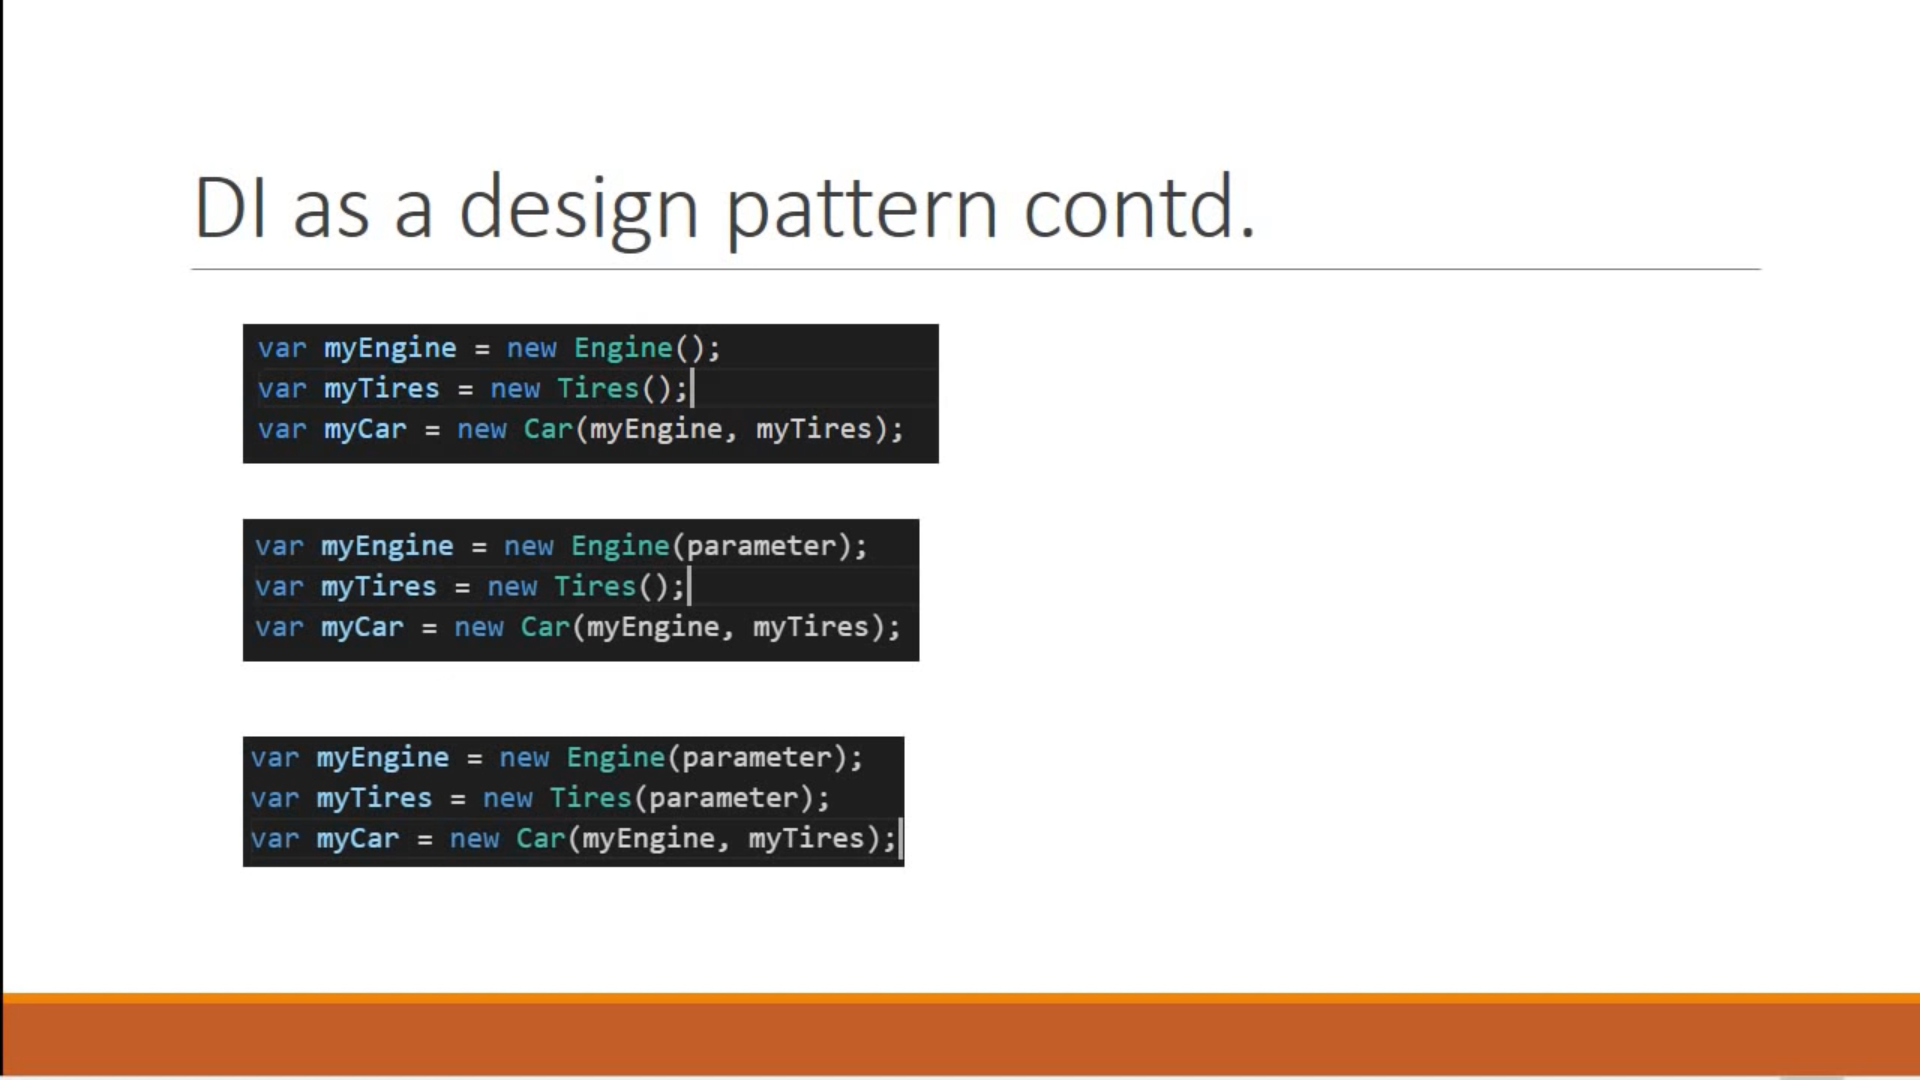 DI as a design pattern contd.
var myEngine = new Engine();
var myTires = new Tires();
var myCar = new Car(myEngine, myTires);
var myEngine = new Engine(parameter);
var myTires = new Tires();
var myCar = new Car(myEngine, myTires);
var myEngine = new Engine(parameter);
var myTires = new Tires(parameter);
var myCar = new Car(myEngine, myTires);